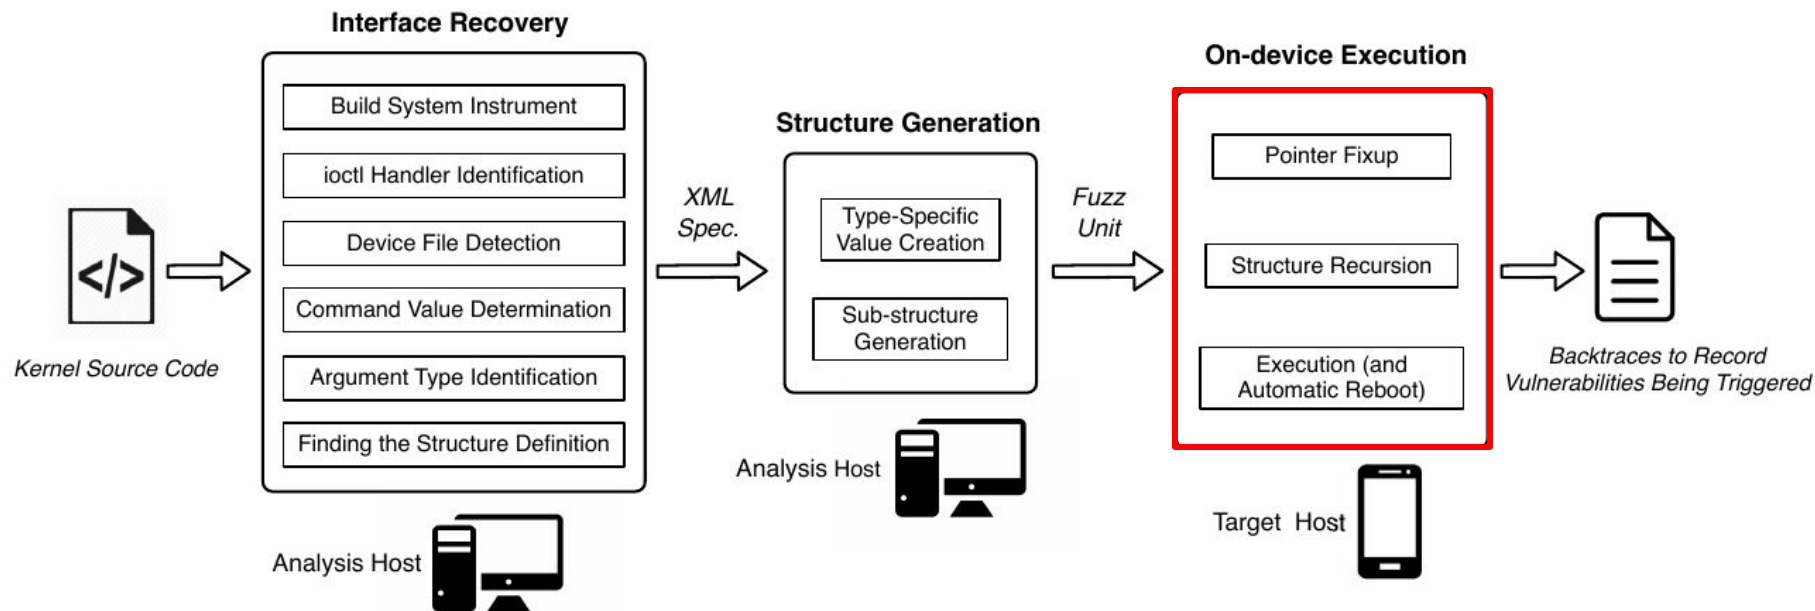 Interface Recovery
Build System Instrument
ioctl Handler Identification
Device File Detection
Command Value Determination
Argument Type Identification
Finding the Structure Definition
</>
Kernel Source Code
Analysis Host
XML
Spec.
Structure Generation
Type-Specific
Value Creation
Sub-structure
Generation
Analysis Host
Fuzz
Unit
On-device Execution
Pointer Fixup
Structure Recursion
Execution (and
Automatic Reboot)
Target Host
Backtraces to Record
Vulnerabilities Being Triggered